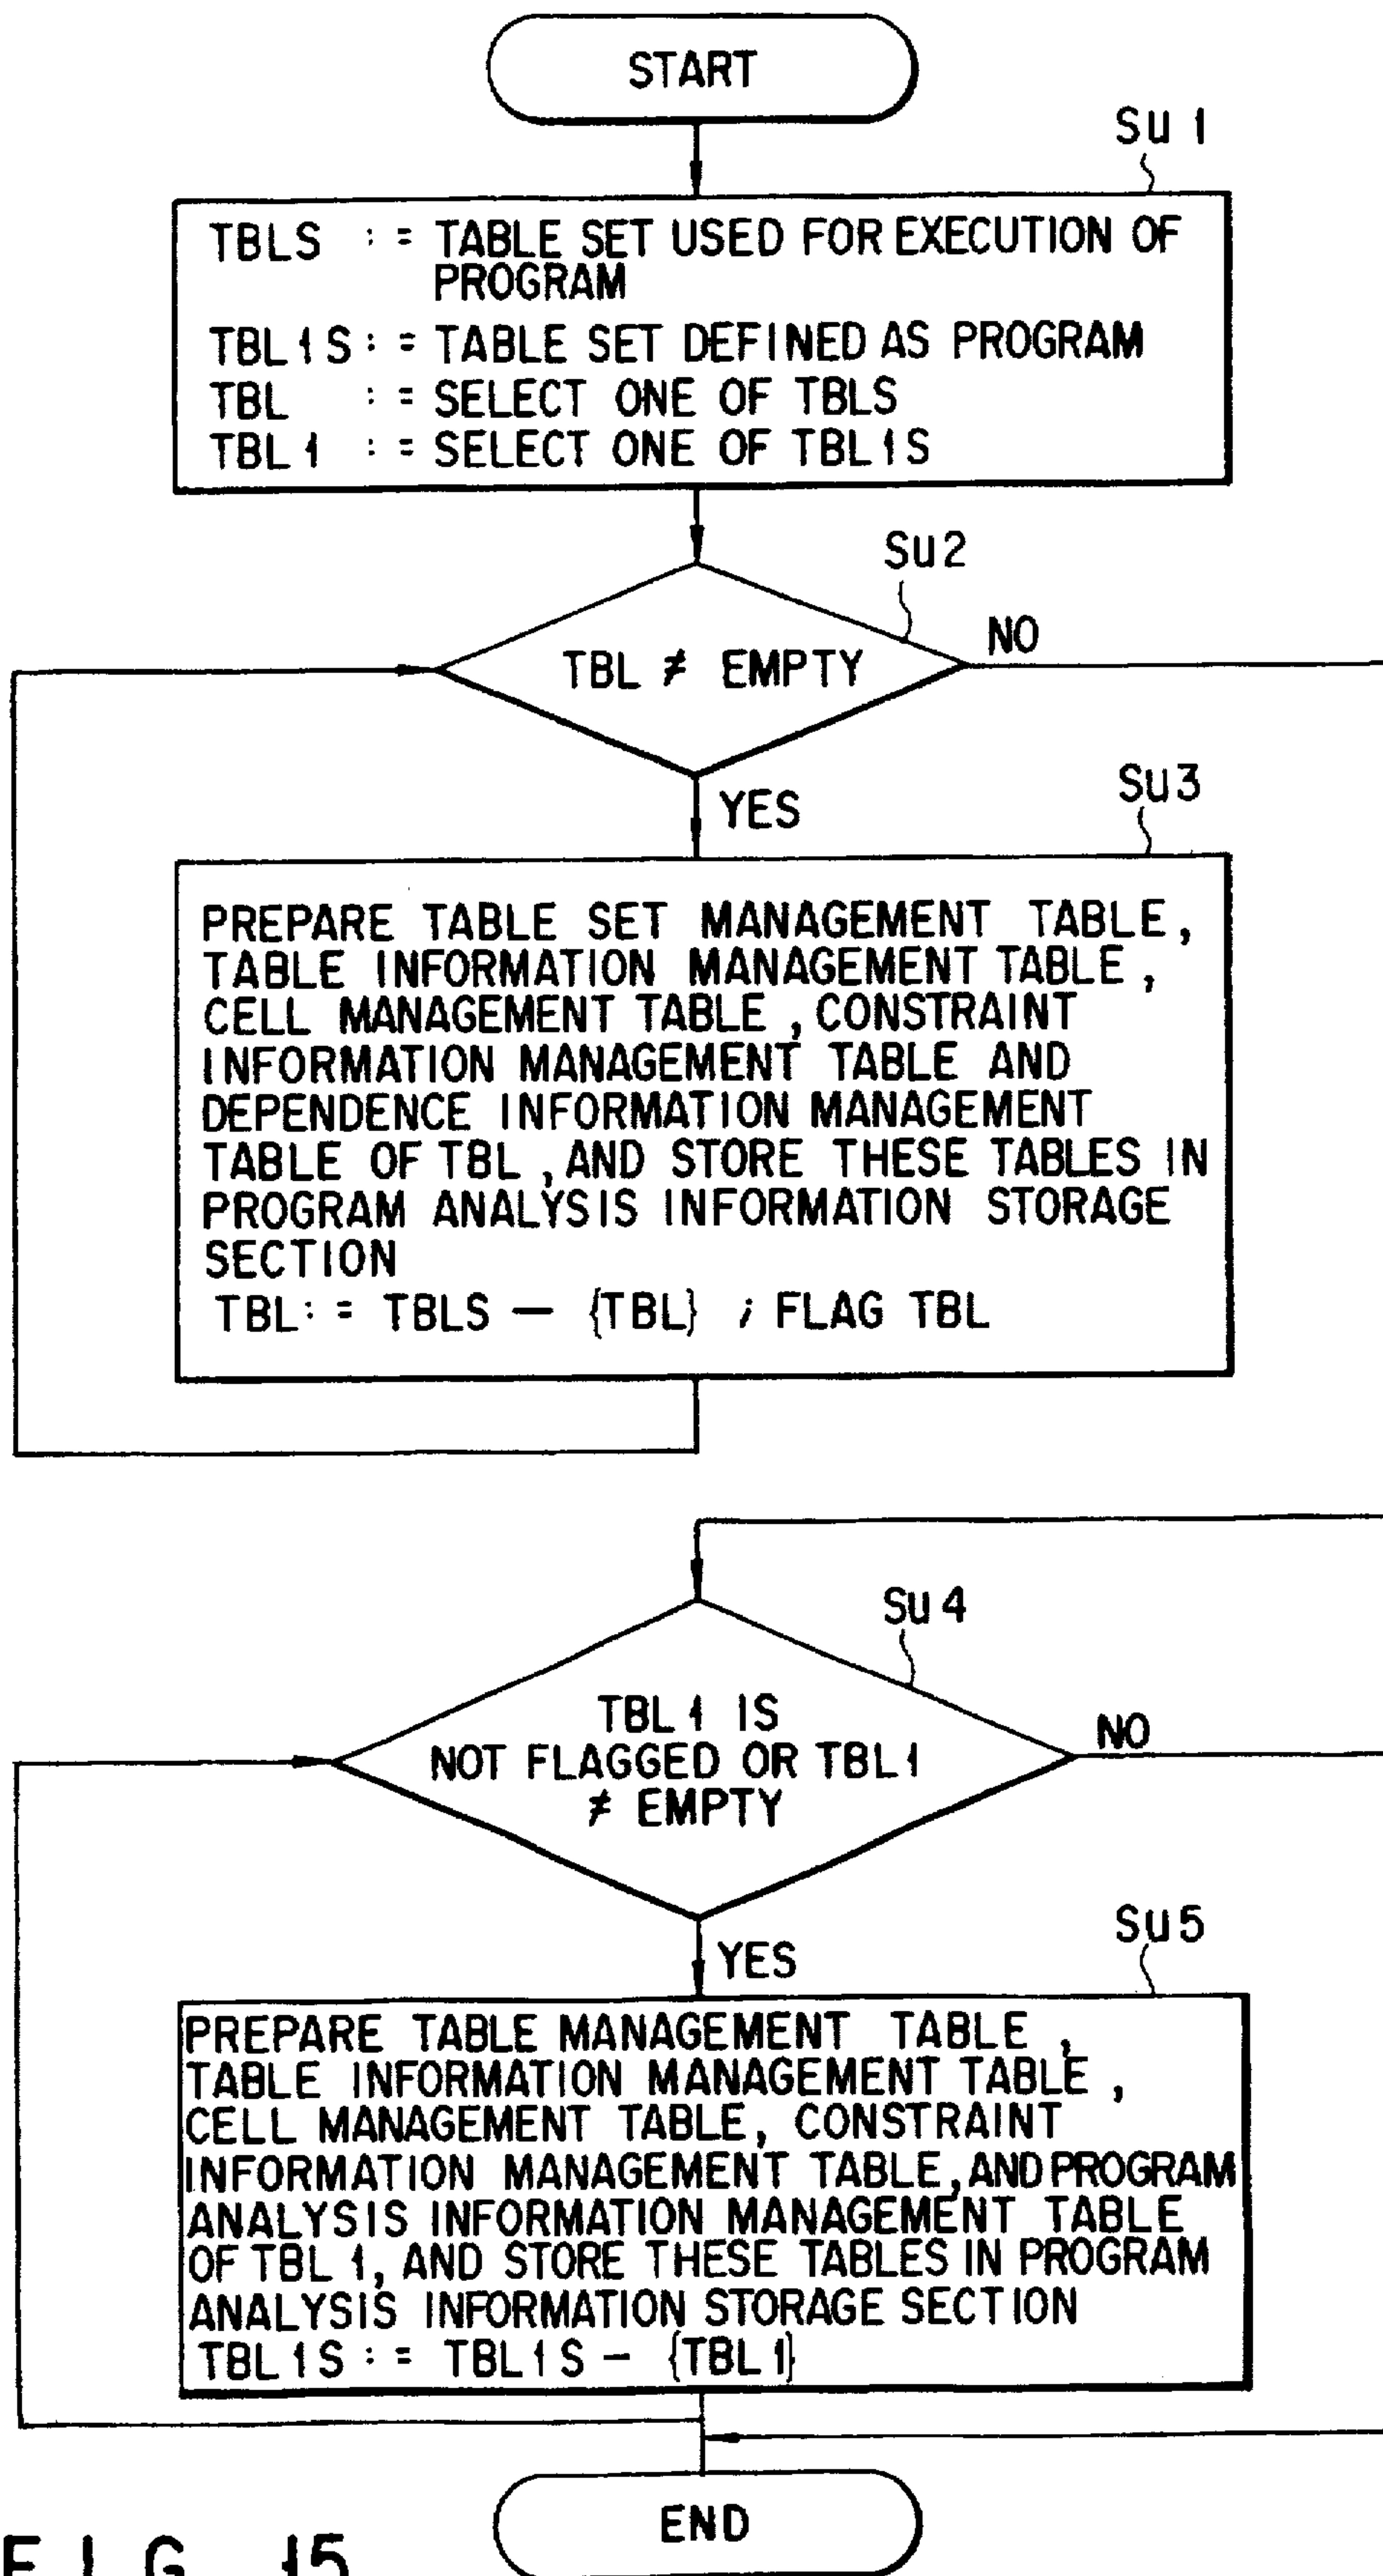 START
Su 1
TBLS := TABLE SET USED FOR EXECUTION OF
PROGRAM
TBL1S := TABLE SET DEFINED AS PROGRAM
TBL := SELECT ONE OF TBLS
TBL1 := SELECT ONE OF TBL1S
Su2
TBL ≠ EMPTY
NO
YES
Su3
PREPARE TABLE SET MANAGEMENT TABLE,
TABLE INFORMATION MANAGEMENT TABLE,
CELL MANAGEMENT TABLE, CONSTRAINT
INFORMATION MANAGEMENT TABLE AND
DEPENDENCE INFORMATION MANAGEMENT
TABLE OF TBL, AND STORE THESE TABLES IN
PROGRAM ANALYSIS INFORMATION STORAGE
SECTION
TBL := TBLS – {TBL} ; FLAG TBL
Su4
TBL1 IS
NOT FLAGGED OR TBL1
≠ EMPTY
NO
YES
Su5
PREPARE TABLE MANAGEMENT TABLE,
TABLE INFORMATION MANAGEMENT TABLE,
CELL MANAGEMENT TABLE, CONSTRAINT
INFORMATION MANAGEMENT TABLE, AND PROGRAM
ANALYSIS INFORMATION MANAGEMENT TABLE
OF TBL1, AND STORE THESE TABLES IN PROGRAM
ANALYSIS INFORMATION STORAGE SECTION
TBL1S := TBL1S – {TBL1}
END
FIG. 15